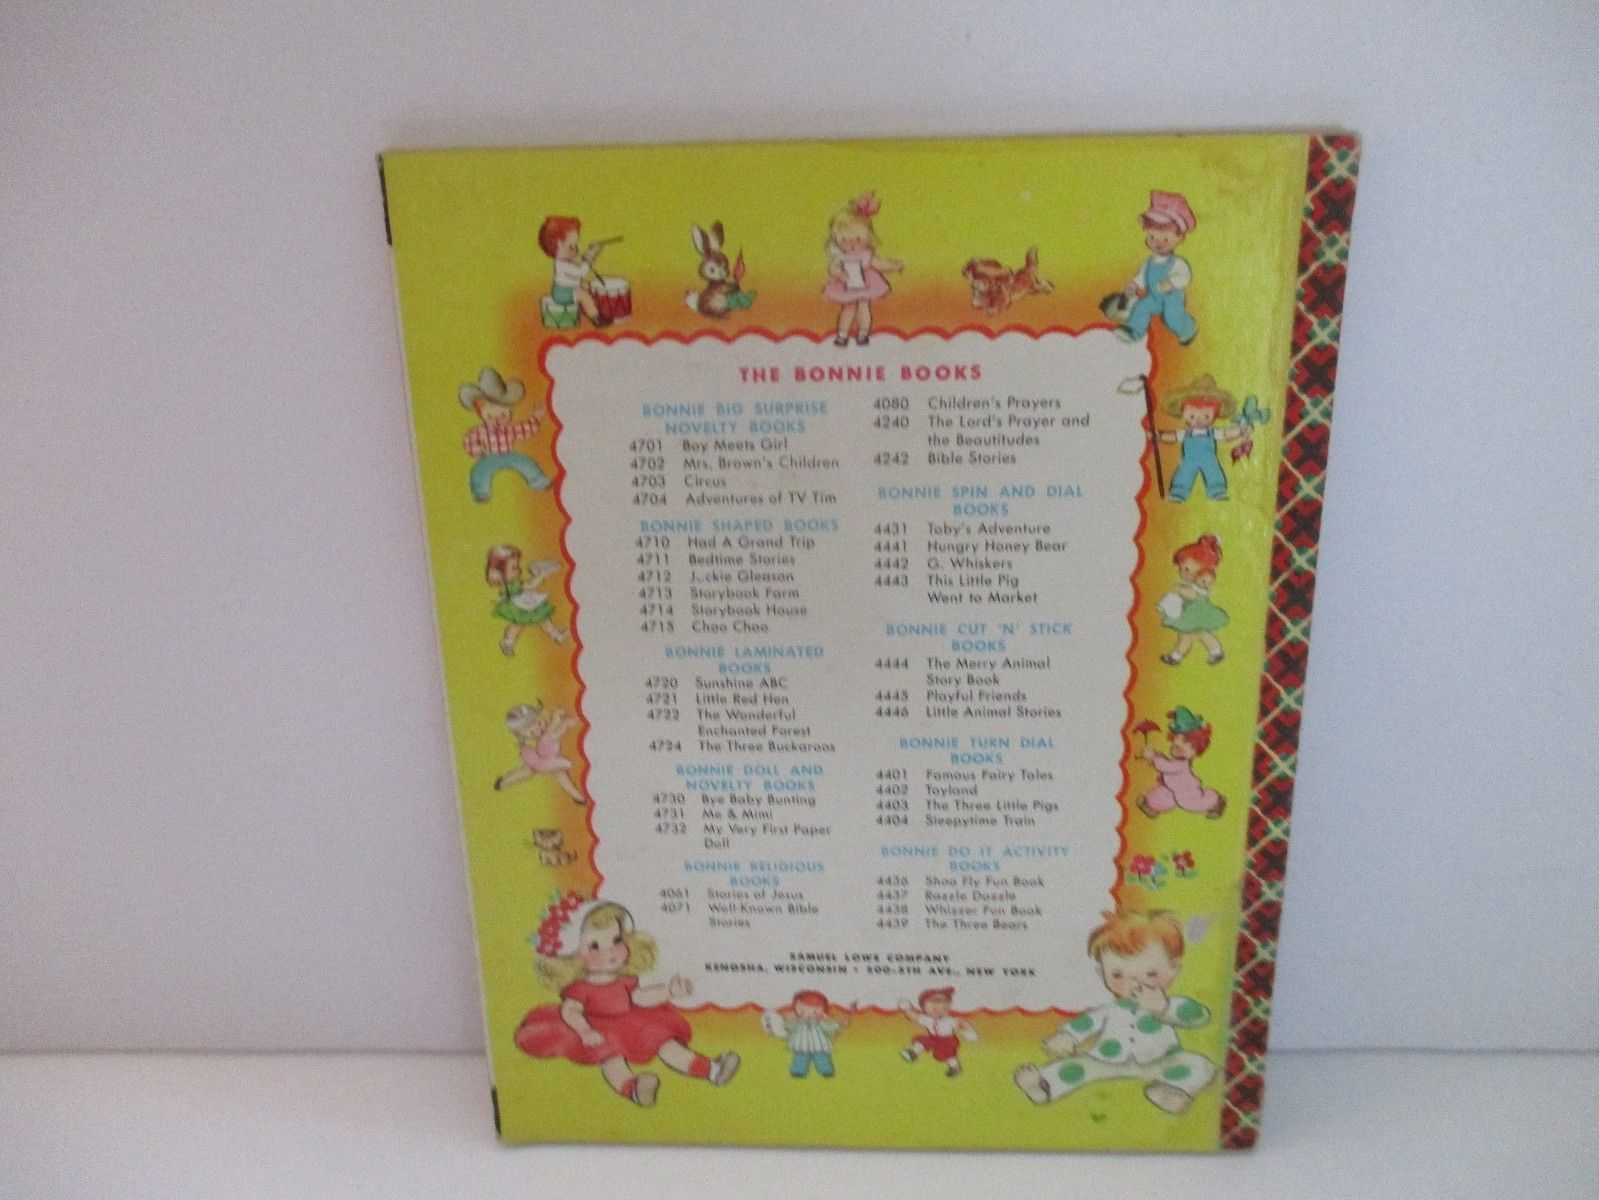 THE BONNIE BOOKS
BONNIE BIG SURPRISE
NOVELTY BOOKS
4701 Boy Meets Girl
4702 Mrs. Brown's Children
4703 Circus
4704 Adventures of TV Tim
BONNIE SHAPED BOOKS
4710 Had A Grand Trip
4711 Bedtime Stories
4712 Jackie Gleason
4713 Storybook Farm
4714 Storybook House
4715 Choo Choo
BONNIE LAMINATED
BOOKS
4720 Sunshine ABC
4721 Little Red Hen
4722 The Wonderful
Enchanted Forest
4724 The Three Buckaroos
BONNIE DOLL AND
NOVELTY BOOKS
4730 Bye Baby Bunting
4731 Me & Mimi
4732 My Very First Paper
Doll
BONNIE RELIGIOUS
BOOKS
4061 Stories of Jesus
4071 Well-Known Bible
Stories
4080 Children's Prayers
4240 The Lord's Prayer and
the Beautitudes
4242 Bible Stories
BONNIE SPIN AND DIAL
BOOKS
4431 Toby's Adventure
4441 Hungry Honey Bear
4442 G. Whiskers
4443 This Little Pig
Went to Market
BONNIE CUT 'N' STICK
BOOKS
4444 The Merry Animal
Story Book
4445 Playful Friends
4446 Little Animal Stories
BONNIE TURN DIAL
BOOKS
4401 Famous Fairy Tales
4402 Toyland
4403 The Three Little Pigs
4404 Sleepytime Train
BONNIE DO IT ACTIVITY
BOOKS
4436 Shoo Fly Fun Book
4437 Razzle Dazzle
4438 Whizzer Fun Book
4439 The Three Bears
SAMUEL LOWE COMPANY
KENOSHA, WISCONSIN • 200-5TH AVE., NEW YORK